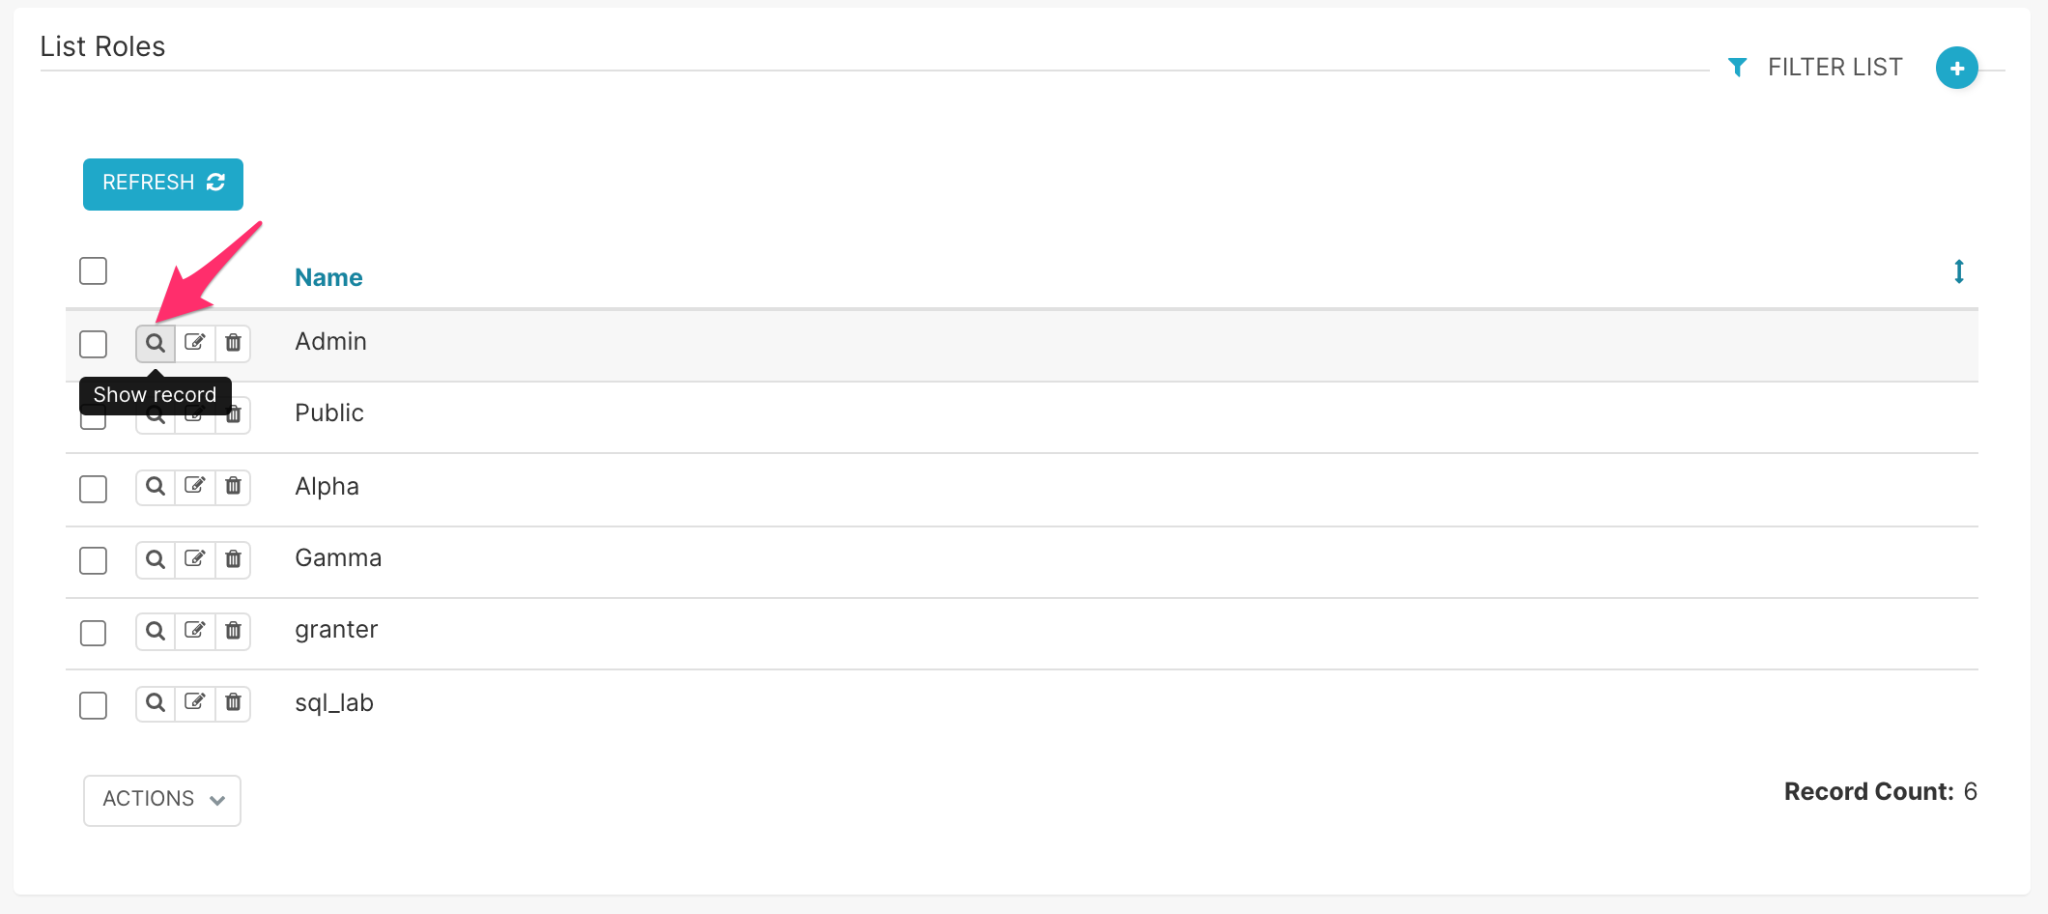 List Roles
FILTER LIST
REFRESH
Name
Admin
Show record
Public
Alpha
Gamma
granter
sql_lab
ACTIONS
Record Count: 6